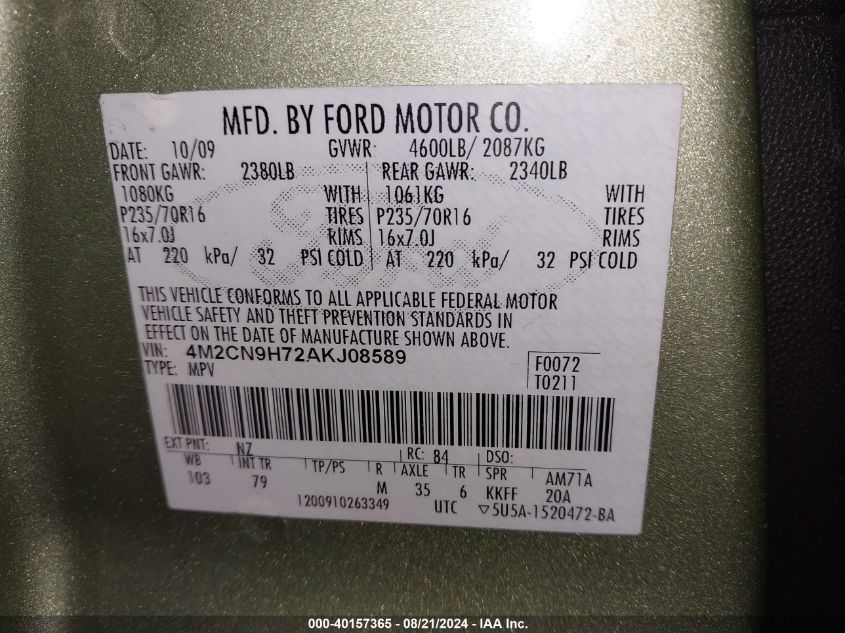 MFD. BY FORD MOTOR CO.
DATE: 10/09 GVWR: 4600LB/ 2087KG
FRONT GAWR: 2380LB REAR GAWR: 2340LB
1080KG WITH 1061KG WITH
P235/70R16 TIRES P235/70R16 TIRES
16x7.0J RIMS 16x7.0J RIMS
AT 220 kPa/ 32 PSI COLD AT 220 kPa/ 32 PSI COLD
THIS VEHICLE CONFORMS TO ALL APPLICABLE FEDERAL MOTOR
VEHICLE SAFETY AND THEFT PREVENTION STANDARDS IN
EFFECT ON THE DATE OF MANUFACTURE SHOWN ABOVE.
VIN: 4M2CN9H72AKJ08589 F0072
TYPE: MPV T0211
EXT PNT: NZ RC: 84 DSO:
WB INT TR TP/PS R AXLE TR SPR AM71A
103 79 M 35 6 KKFF 20A
1200910263349 UTC ▽5U5A-1520472-BA
000-40157365 - 08/21/2024 - IAA Inc.